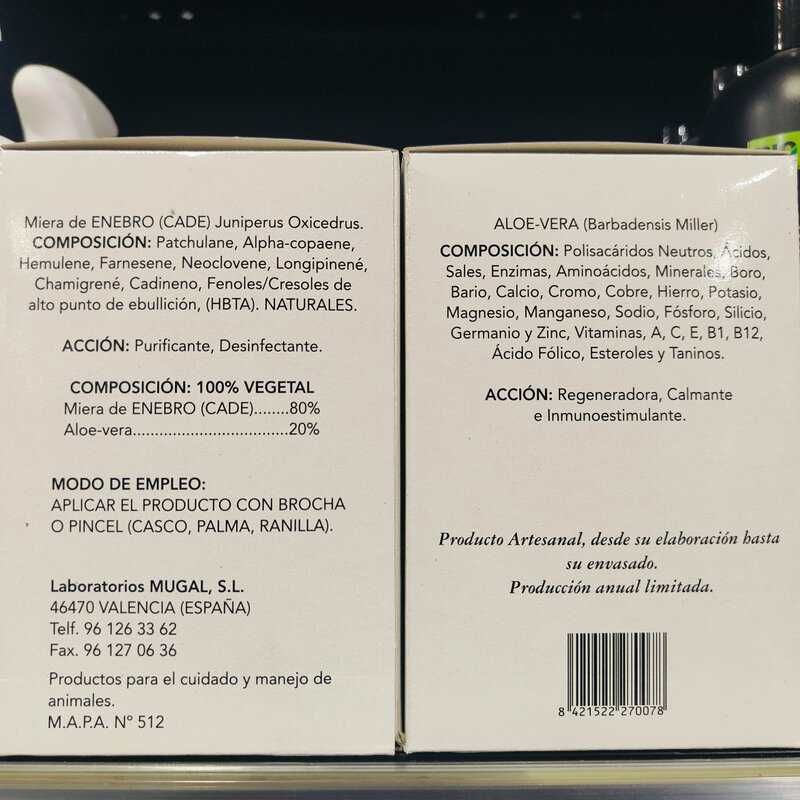 Miera de ENEBRO (CADE) Juniperus Oxicedrus.
COMPOSICIÓN: Patchulane, Alpha-copaene,
Hemulene, Farnesene, Neoclovene, Longipinené,
Chamigrené, Cadineno, Fenoles/Cresoles de
alto punto de ebullición, (HBTA). NATURALES.
ACCIÓN: Purificante, Desinfectante.
COMPOSICIÓN: 100% VEGETAL
Miera de ENEBRO (CADE).......80%
Aloe-vera..................................20%
MODO DE EMPLEO:
APLICAR EL PRODUCTO CON BROCHA
O PINCEL (CASCO, PALMA, RANILLA).
Laboratorios MUGAL, S.L.
46470 VALENCIA (ESPAÑA)
Telf. 96 126 33 62
Fax. 96 127 06 36
Productos para el cuidado y manejo de
animales.
M.A.P.A. Nº 512
ALOE-VERA (Barbadensis Miller)
COMPOSICIÓN: Polisacáridos Neutros, Ácidos,
Sales, Enzimas, Aminoácidos, Minerales, Boro,
Bario, Calcio, Cromo, Cobre, Hierro, Potasio,
Magnesio, Manganeso, Sodio, Fósforo, Silicio,
Germanio y Zinc, Vitaminas, A, C, E, B1, B12,
Ácido Fólico, Esteroles y Taninos.
ACCIÓN: Regeneradora, Calmante
e Inmunoestimulante.
Producto Artesanal, desde su elaboración hasta
su envasado.
Producción anual limitada.
8 421522 270078